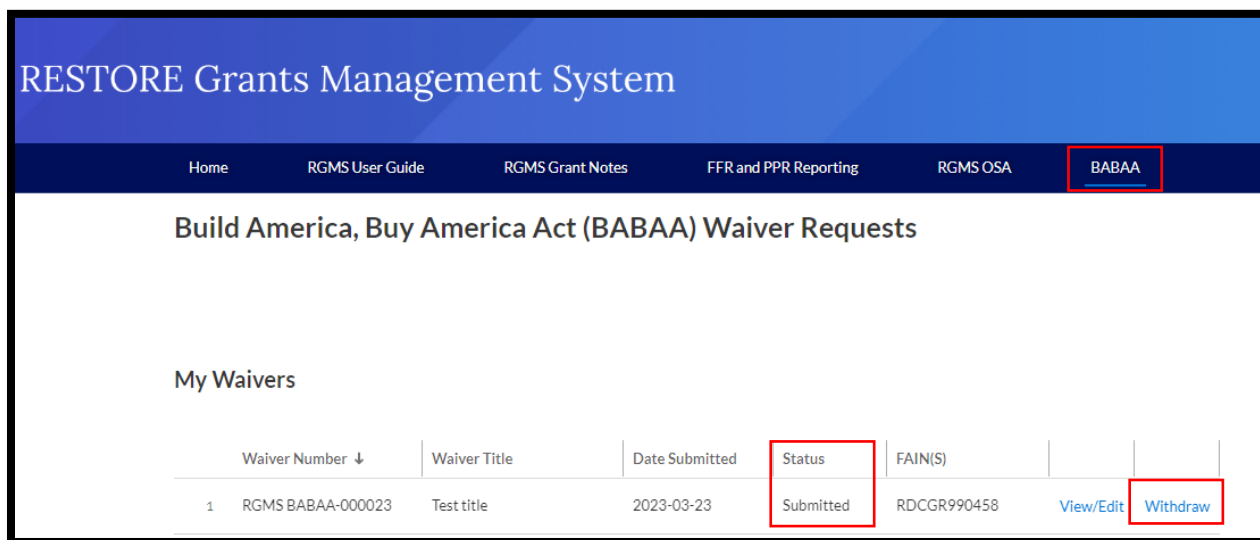 RESTORE Grants Management System
Home RGMS User Guide RGMS Grant Notes FFR and PPR Reporting RGMS OSA BABAA
Build America, Buy America Act (BABAA) Waiver Requests
My Waivers
Waiver Number ↓ Waiver Title Date Submitted Status FAIN(S)
1 RGMS BABAA-000023 Test title 2023-03-23 Submitted RDCGR990458 View/Edit Withdraw